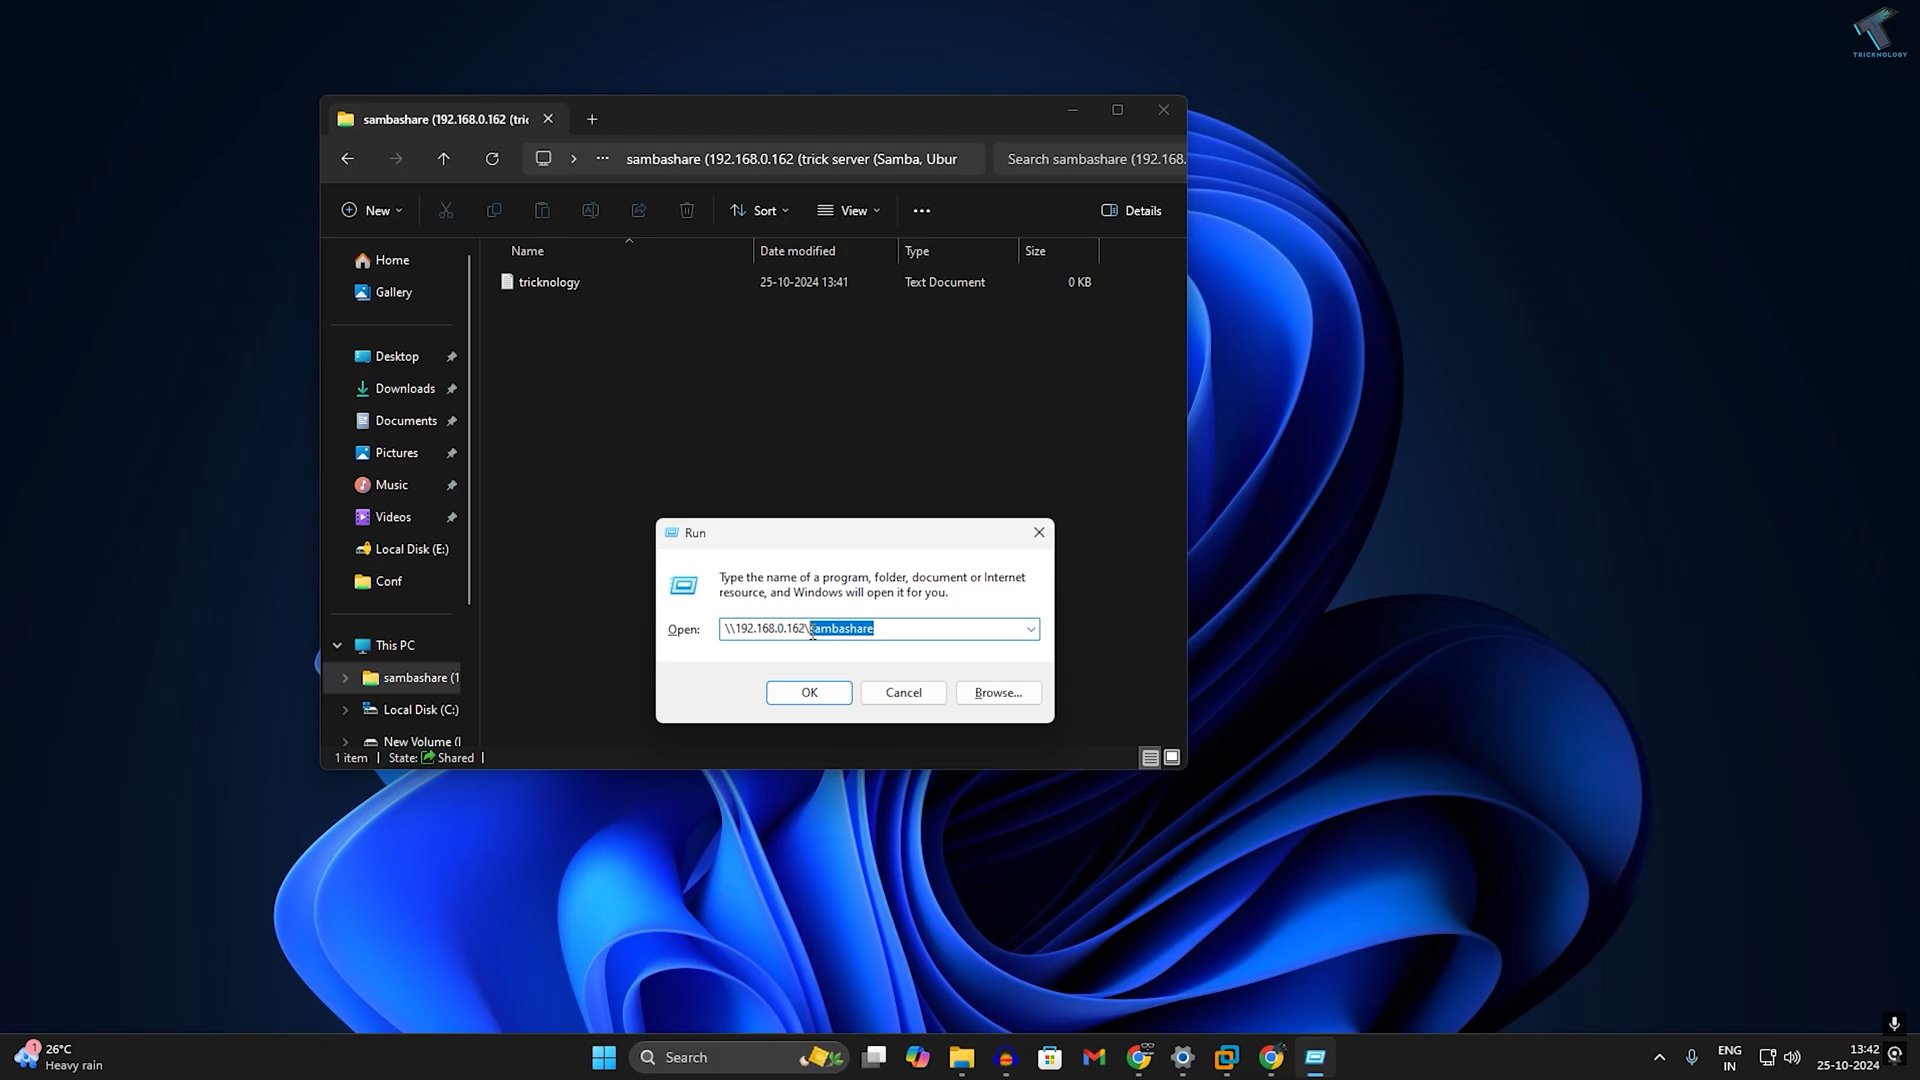 TRICKNOLOGY
sambashare (192.168.0.162 (tric
sambashare (192.168.0.162 (trick server (Samba, Ubur
Search sambashare (192.168.
New
Sort
View
Details
Name
Date modified
Type
Size
Home
tricknology
25-10-2024 13:41
Text Document
0 KB
Gallery
Desktop
Downloads
Documents
Pictures
Music
Videos
Local Disk (E:)
Conf
This PC
sambashare (1
Local Disk (C:)
New Volume (I
1 item
State:
Shared
Run
Type the name of a program, folder, document or Internet
resource, and Windows will open it for you.
Open:
\\192.168.0.162\sambashare
OK
Cancel
Browse...
1
26°C
Heavy rain
Search
ENG
IN
13:42
25-10-2024